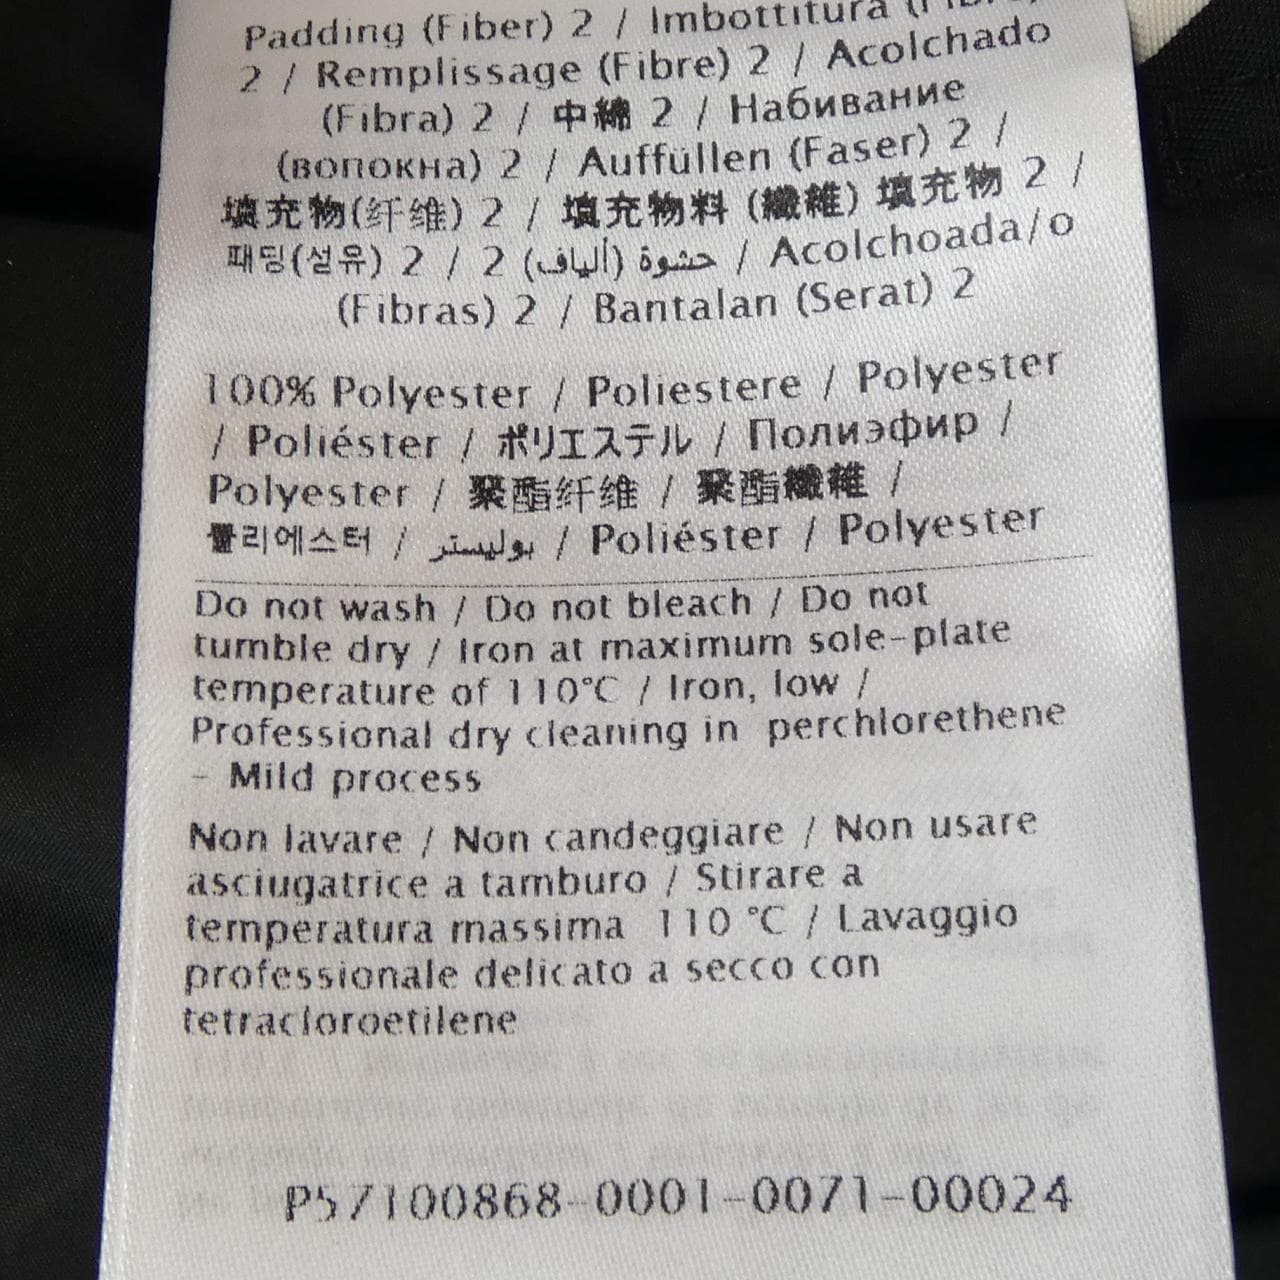 Padding (Fiber) 2 / Imbottitura (Fibra)
2 / Remplissage (Fibre) 2 / Acolchado
(Fibra) 2 / 中綿 2 / Набивание
(волокна) 2 / Auffüllen (Faser) 2 /
填充物(纤维) 2 / 填充物料 (纖維) 填充物 2 /
패딩(섬유) 2 / 2 حشوة (ألياف) / Acolchoada/o
(Fibras) 2 / Bantalan (Serat) 2
100% Polyester / Poliestere / Polyester
/ Poliéster / ポリエステル / Полиэфир /
Polyester / 聚酯纤维 / 聚酯纖維 /
폴리에스터 / بوليستر / Poliéster / Polyester
Do not wash / Do not bleach / Do not
tumble dry / Iron at maximum sole-plate
temperature of 110°C / Iron, low /
Professional dry cleaning in perchlorethene
- Mild process
Non lavare / Non candeggiare / Non usare
asciugatrice a tamburo / Stirare a
temperatura massima 110 °C / Lavaggio
professionale delicato a secco con
tetracloroetilene
P57100868-0001-0071-00024